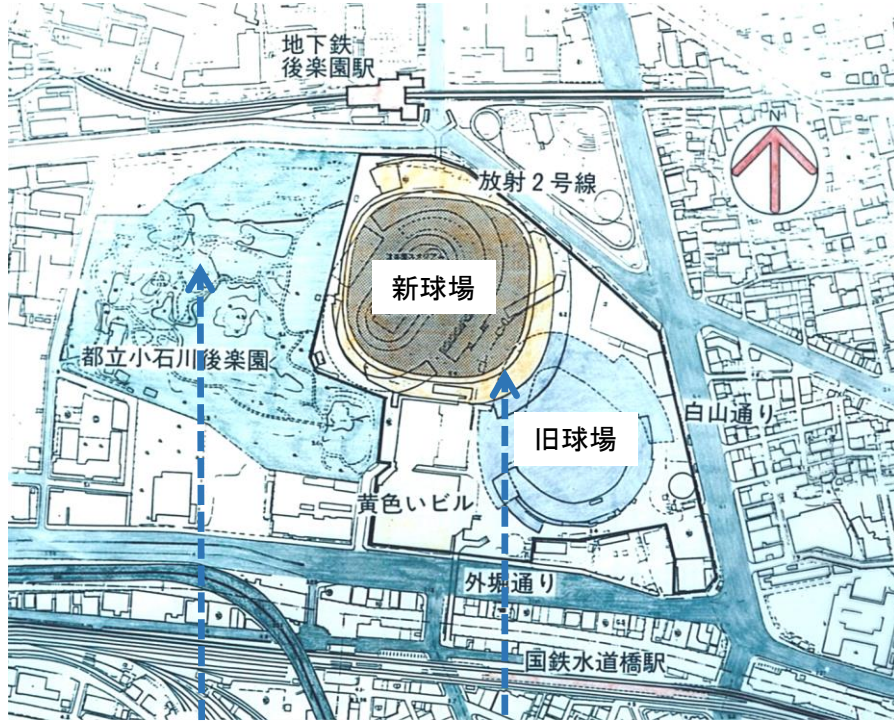 地下鉄
後楽園駅
N
放射2号線
新球場
都立小石川後楽園
旧球場
白山通り
黄色いビル
外堀通り
国鉄水道橋駅